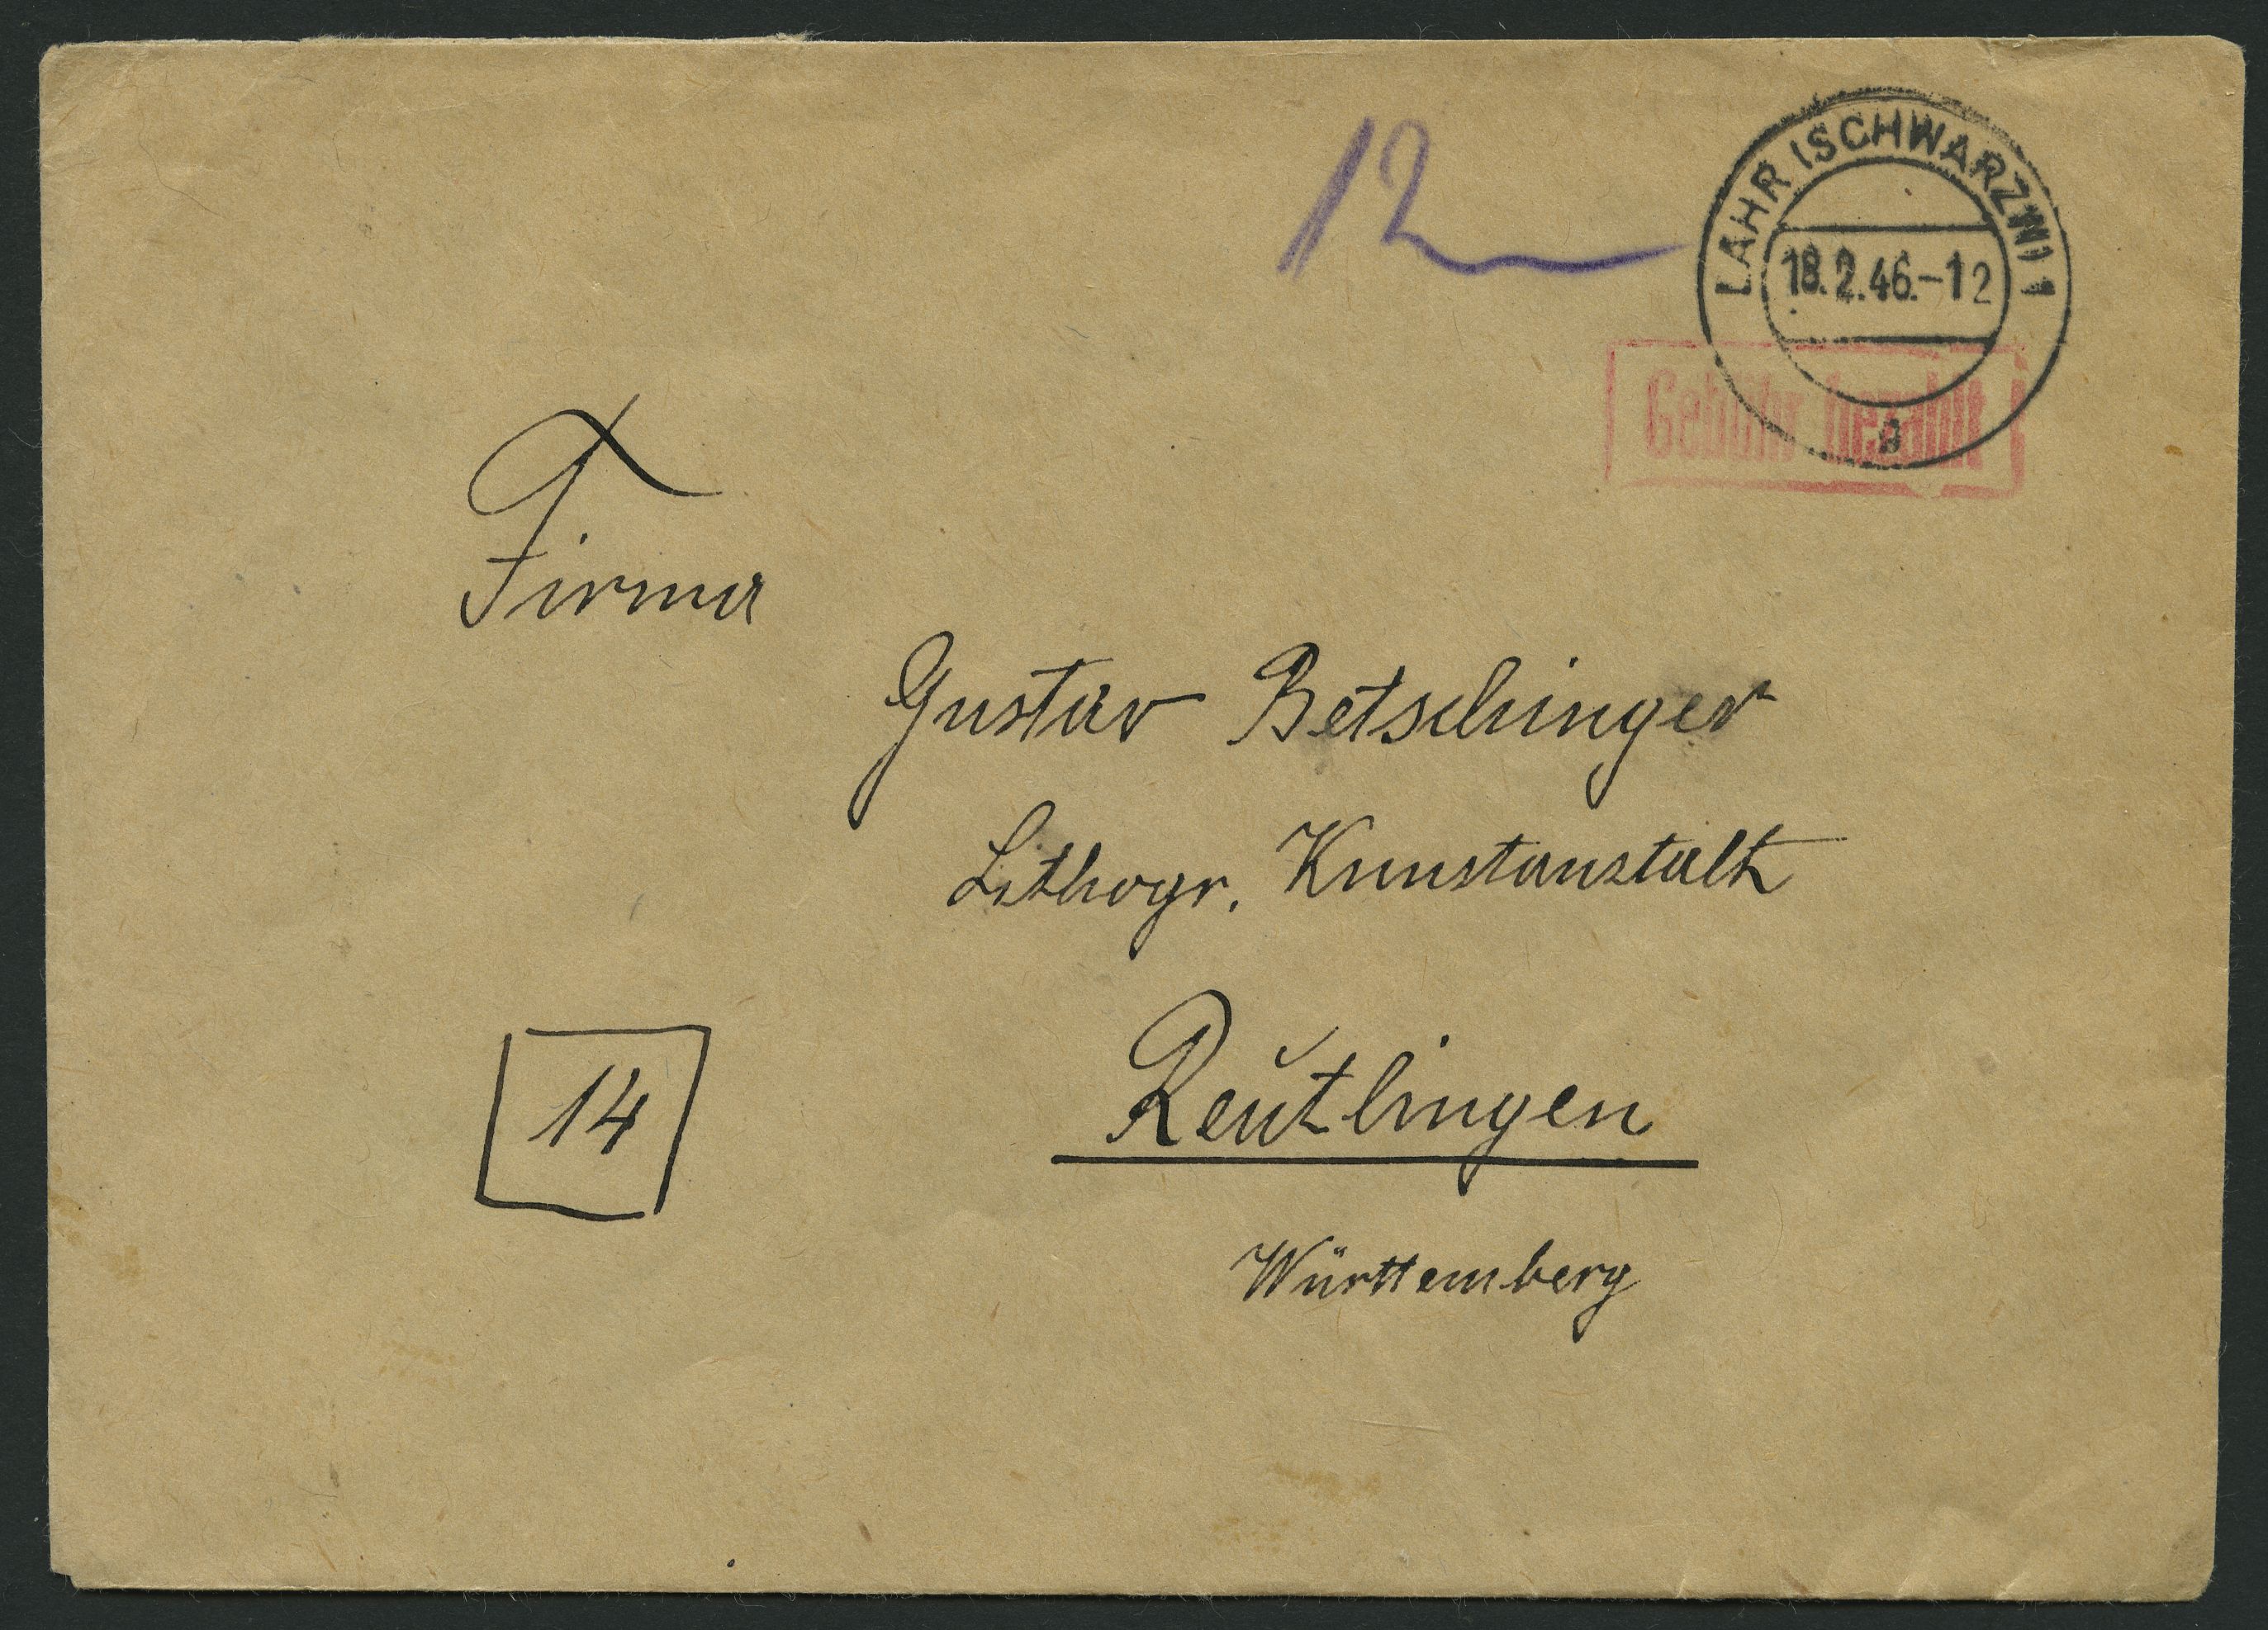 12
LAHR (SCHWARZW) 1
18.2.46.-12
a
Gebühr bezahlt
Firma
Gustav Betschinger
Lithogr. Kunstanstalt
14
Reutlingen
Württemberg